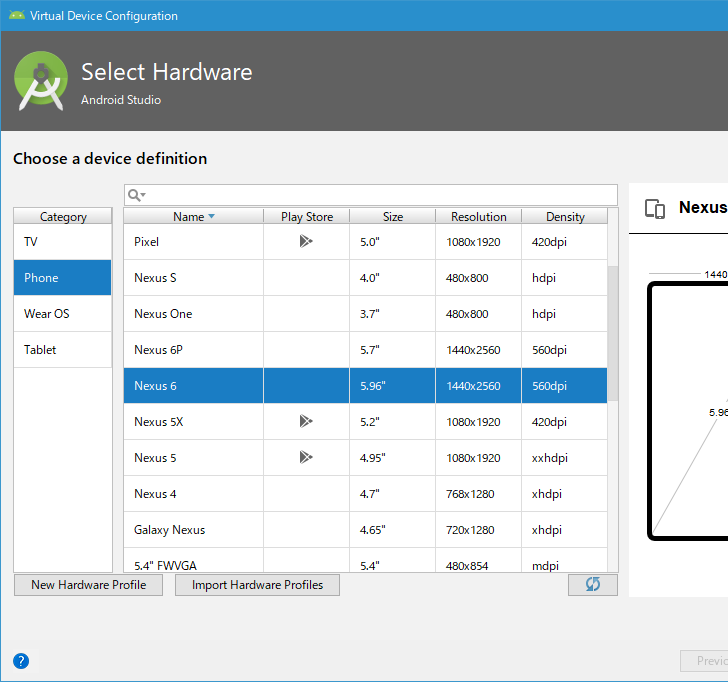 Virtual Device Configuration
Select Hardware
Android Studio
Choose a device definition
Category
TV
Phone
Wear OS
Tablet
Name Play Store Size Resolution Density
Pixel 5.0" 1080x1920 420dpi
Nexus S 4.0" 480x800 hdpi
Nexus One 3.7" 480x800 hdpi
Nexus 6P 5.7" 1440x2560 560dpi
Nexus 6 5.96" 1440x2560 560dpi
Nexus 5X 5.2" 1080x1920 420dpi
Nexus 5 4.95" 1080x1920 xxhdpi
Nexus 4 4.7" 768x1280 xhdpi
Galaxy Nexus 4.65" 720x1280 xhdpi
5.4" FWVGA 5.4" 480x854 mdpi
New Hardware Profile Import Hardware Profiles
Nexus
1440
5.96
?
Previo